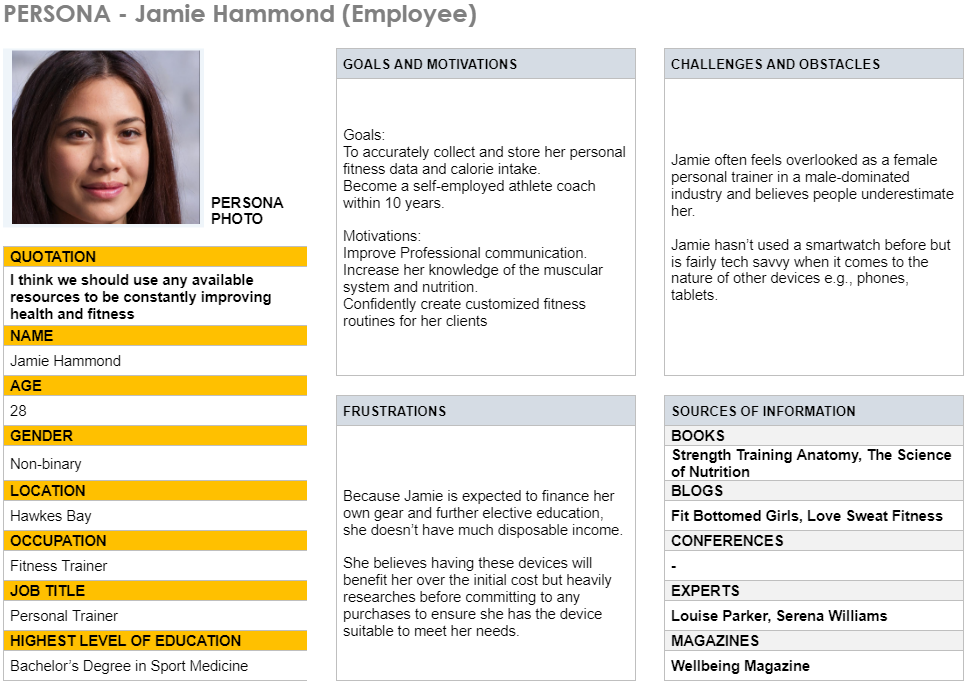 PERSONA - Jamie Hammond (Employee)
PERSONA
PHOTO
QUOTATION
I think we should use any available
resources to be constantly improving
health and fitness
NAME
Jamie Hammond
AGE
28
GENDER
Non-binary
LOCATION
Hawkes Bay
OCCUPATION
Fitness Trainer
JOB TITLE
Personal Trainer
HIGHEST LEVEL OF EDUCATION
Bachelor's Degree in Sport Medicine
GOALS AND MOTIVATIONS
Goals:
To accurately collect and store her personal
fitness data and calorie intake.
Become a self-employed athlete coach
within 10 years.
Motivations:
Improve Professional communication.
Increase her knowledge of the muscular
system and nutrition.
Confidently create customized fitness
routines for her clients
CHALLENGES AND OBSTACLES
Jamie often feels overlooked as a female
personal trainer in a male-dominated
industry and believes people underestimate
her.
Jamie hasn't used a smartwatch before but
is fairly tech savvy when it comes to the
nature of other devices e.g., phones,
tablets.
FRUSTRATIONS
Because Jamie is expected to finance her
own gear and further elective education,
she doesn't have much disposable income.
She believes having these devices will
benefit her over the initial cost but heavily
researches before committing to any
purchases to ensure she has the device
suitable to meet her needs.
SOURCES OF INFORMATION
BOOKS
Strength Training Anatomy, The Science
of Nutrition
BLOGS
Fit Bottomed Girls, Love Sweat Fitness
CONFERENCES
-
EXPERTS
Louise Parker, Serena Williams
MAGAZINES
Wellbeing Magazine